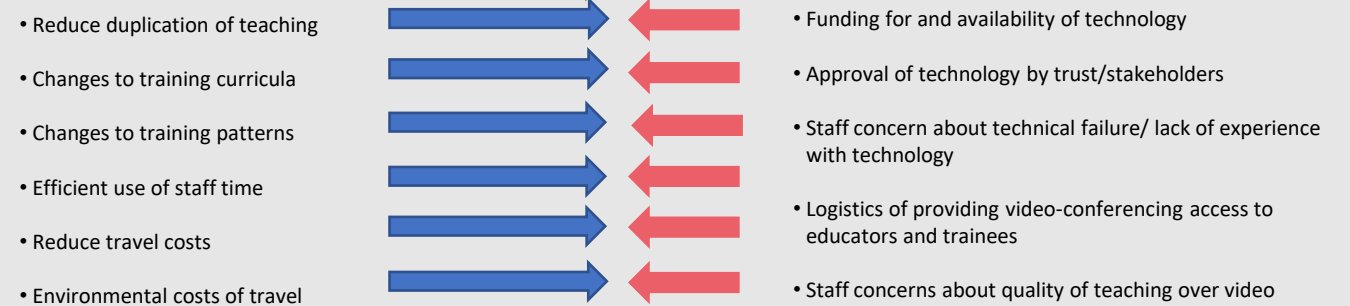 • Reduce duplication of teaching
• Changes to training curricula
• Changes to training patterns
• Efficient use of staff time
• Reduce travel costs
• Environmental costs of travel
• Funding for and availability of technology
• Approval of technology by trust/stakeholders
• Staff concern about technical failure/ lack of experience
with technology
• Logistics of providing video-conferencing access to
educators and trainees
• Staff concerns about quality of teaching over video